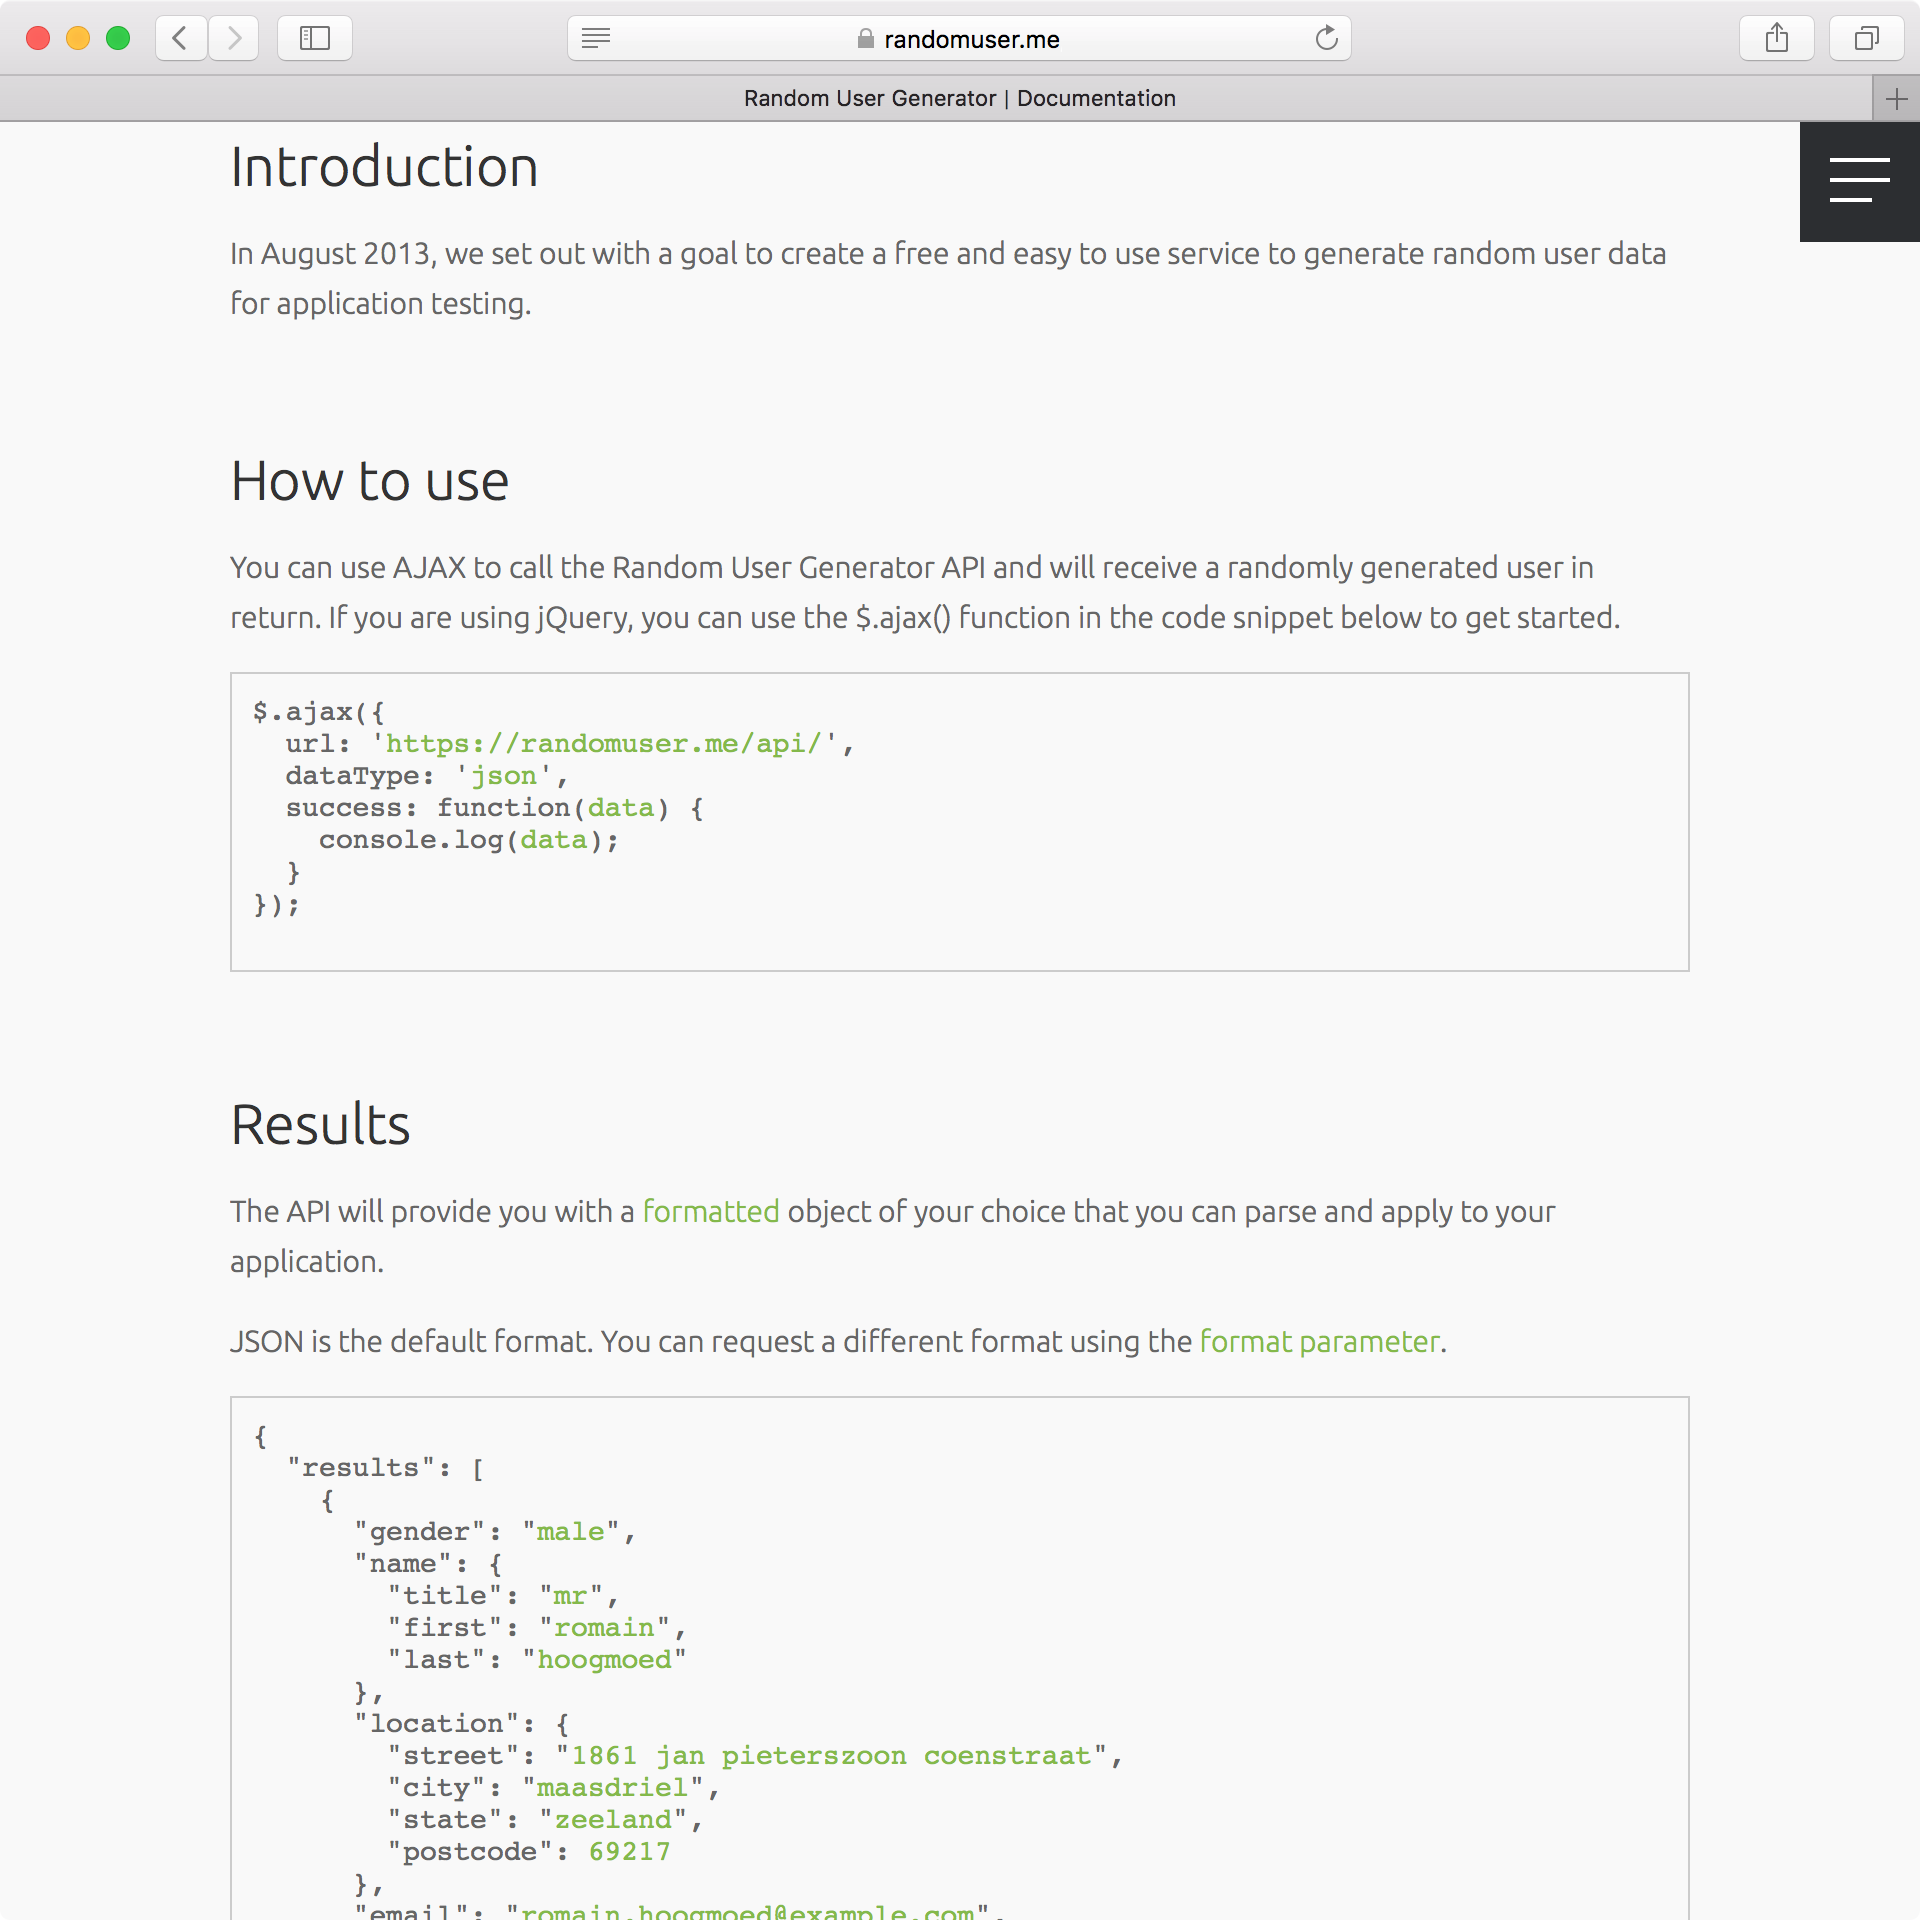 randomuser.me
Random User Generator | Documentation
Introduction
In August 2013, we set out with a goal to create a free and easy to use service to generate random user data
for application testing.
How to use
You can use AJAX to call the Random User Generator API and will receive a randomly generated user in
return. If you are using jQuery, you can use the $.ajax() function in the code snippet below to get started.
$.ajax({
  url: 'https://randomuser.me/api/',
  dataType: 'json',
  success: function(data) {
    console.log(data);
  }
});
Results
The API will provide you with a formatted object of your choice that you can parse and apply to your
application.
JSON is the default format. You can request a different format using the format parameter.
{
  "results": [
    {
      "gender": "male",
      "name": {
        "title": "mr",
        "first": "romain",
        "last": "hoogmoed"
      },
      "location": {
        "street": "1861 jan pieterszoon coenstraat",
        "city": "maasdriel",
        "state": "zeeland",
        "postcode": 69217
      },
      "email": "romain.hoogmoed@example.com",